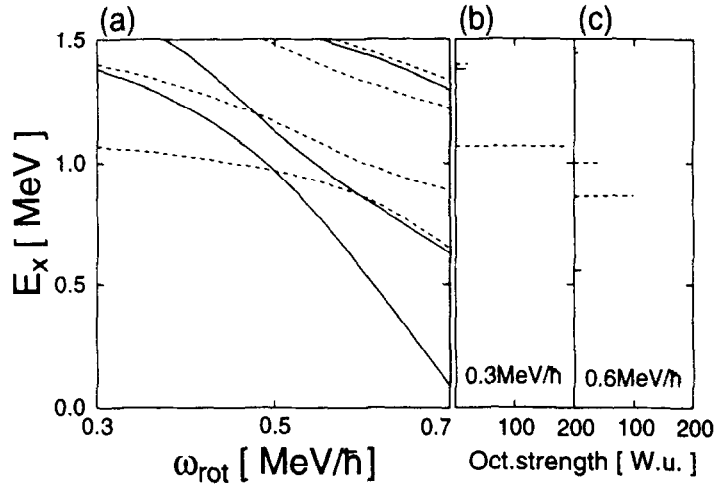 (a)
(b)
(c)
1.5
1.0
0.5
0.0
E_x [ MeV ]
0.3MeV/ħ
0.6MeV/ħ
0.3
0.5
0.7
100
200
100
200
ω_rot [ MeV/ħ ]
Oct.strength [ W.u. ]